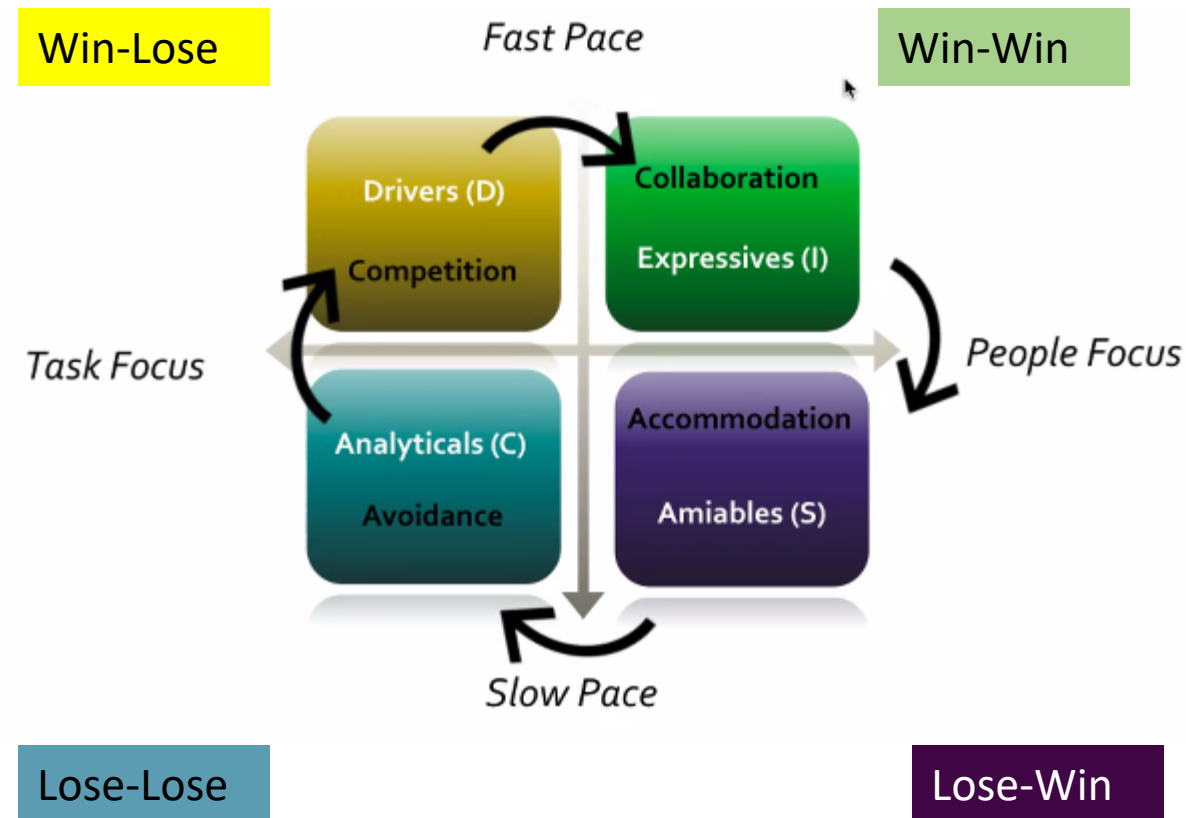 Win-Lose
Fast Pace
Win-Win
Drivers (D)
Competition
Collaboration
Expressives (I)
Task Focus
People Focus
Analyticals (C)
Avoidance
Accommodation
Amiables (S)
Slow Pace
Lose-Lose
Lose-Win